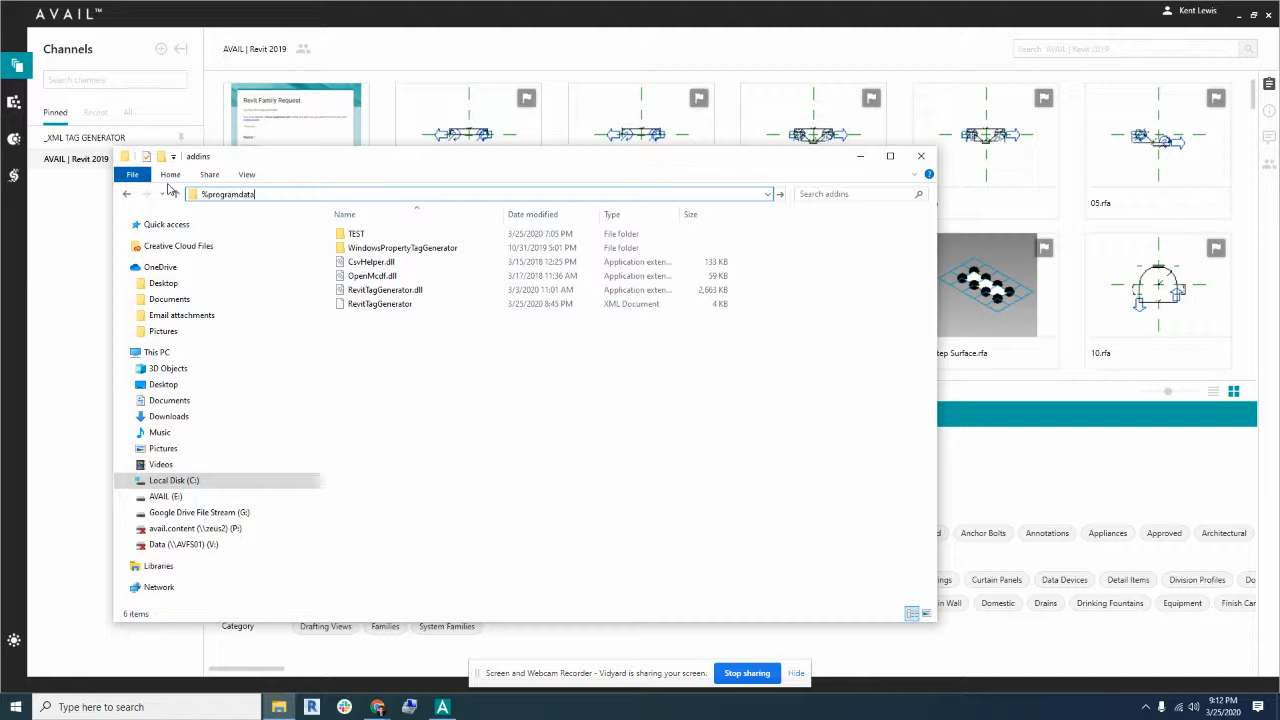 AVAIL™
Kent Lewis
Channels
AVAIL | Revit 2019
Search AVAIL | Revit 2019
Search channels
Pinned
Recent
All
_XML TAG GENERATOR
AVAIL | Revit 2019
Revit Family Request
05.rfa
tep Surface.rfa
10.rfa
addins
File
Home
Share
View
%programdata
Search addins
Name
Date modified
Type
Size
TEST
3/25/2020 7:05 PM
File folder
WindowsPropertyTagGenerator
10/31/2019 5:01 PM
File folder
CsvHelper.dll
3/15/2018 12:25 PM
Application exten...
133 KB
OpenMcdf.dll
3/17/2018 11:36 AM
Application exten...
59 KB
RevitTagGenerator.dll
3/3/2020 11:01 AM
Application exten...
2,663 KB
RevitTagGenerator
3/25/2020 8:45 PM
XML Document
4 KB
Quick access
Creative Cloud Files
OneDrive
Desktop
Documents
Email attachments
Pictures
This PC
3D Objects
Desktop
Documents
Downloads
Music
Pictures
Videos
Local Disk (C:)
AVAIL (E:)
Google Drive File Stream (G:)
avail.content (\\zeus2) (P:)
Data (\\AVFS01) (V:)
Libraries
Network
6 items
d
Anchor Bolts
Annotations
Appliances
Approved
Architectural
ings
Curtain Panels
Data Devices
Detail Items
Division Profiles
Do
n Wall
Domestic
Drains
Drinking Fountains
Equipment
Finish Car
Category
Drafting Views
Families
System Families
Screen and Webcam Recorder - Vidyard is sharing your screen.
Stop sharing
Hide
Type here to search
9:12 PM
3/25/2020